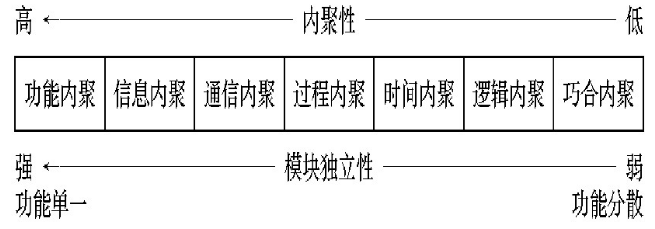 高 内聚性 低
功能内聚 信息内聚 通信内聚 过程内聚 时间内聚 逻辑内聚 巧合内聚
强 模块独立性 弱
功能单一 功能分散